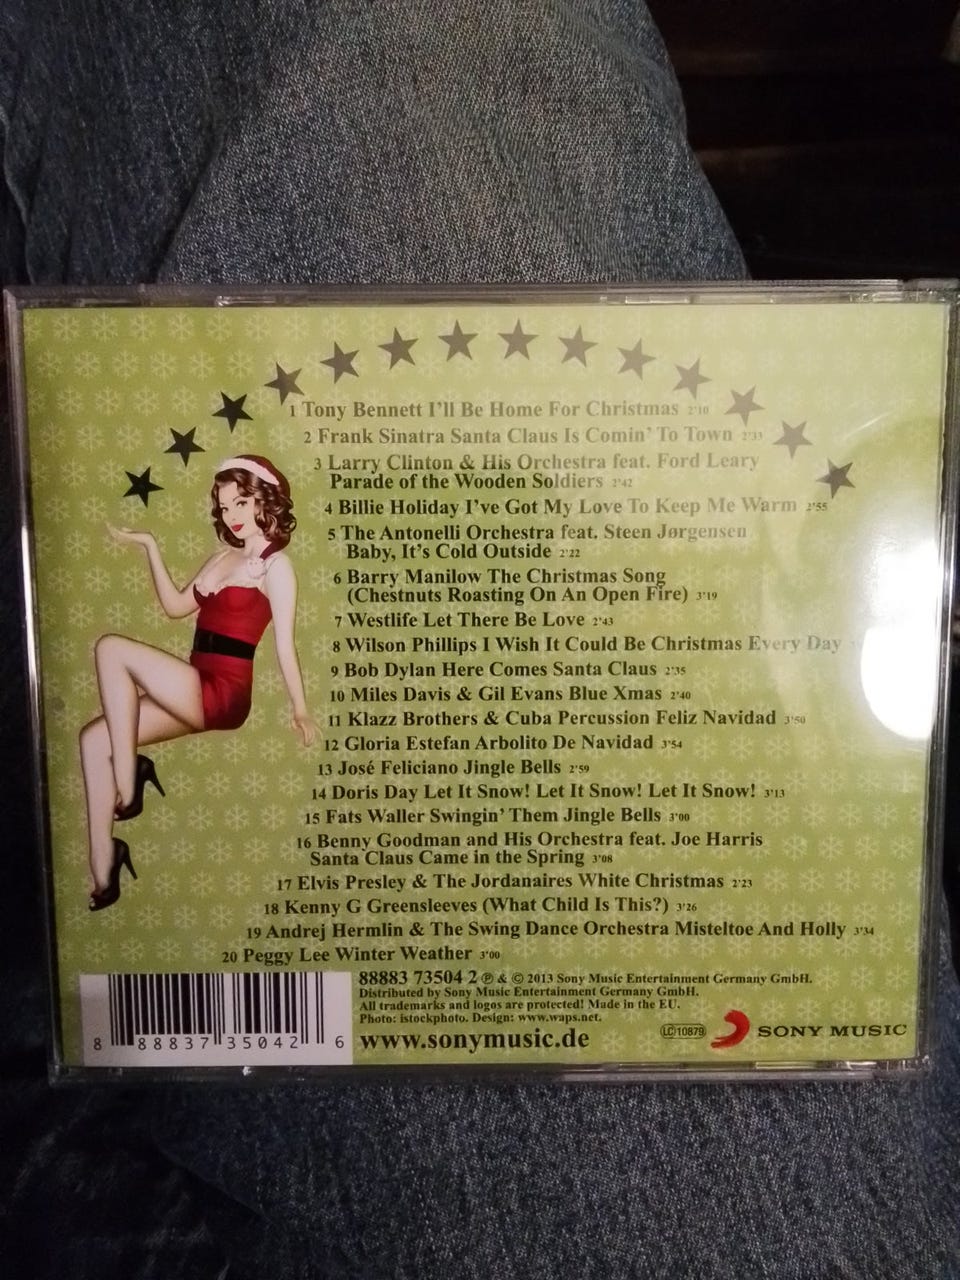 1 Tony Bennett I'll Be Home For Christmas 2'10
2 Frank Sinatra Santa Claus Is Comin' To Town 2'33
3 Larry Clinton & His Orchestra feat. Ford Leary
Parade of the Wooden Soldiers 2'42
4 Billie Holiday I've Got My Love To Keep Me Warm 2'55
5 The Antonelli Orchestra feat. Steen Jørgensen
Baby, It's Cold Outside 2'22
6 Barry Manilow The Christmas Song
(Chestnuts Roasting On An Open Fire) 3'19
7 Westlife Let There Be Love 2'43
8 Wilson Phillips I Wish It Could Be Christmas Every Day
9 Bob Dylan Here Comes Santa Claus 2'35
10 Miles Davis & Gil Evans Blue Xmas 2'40
11 Klazz Brothers & Cuba Percussion Feliz Navidad 3'50
12 Gloria Estefan Arbolito De Navidad 3'54
13 José Feliciano Jingle Bells 2'59
14 Doris Day Let It Snow! Let It Snow! Let It Snow! 3'13
15 Fats Waller Swingin' Them Jingle Bells 3'00
16 Benny Goodman and His Orchestra feat. Joe Harris
Santa Claus Came in the Spring 3'08
17 Elvis Presley & The Jordanaires White Christmas 2'23
18 Kenny G Greensleeves (What Child Is This?) 3'26
19 Andrej Hermlin & The Swing Dance Orchestra Misteltoe And Holly 3'34
20 Peggy Lee Winter Weather 3'00
88883 73504 2 ℗ & © 2013 Sony Music Entertainment Germany GmbH.
Distributed by Sony Music Entertainment Germany GmbH.
All trademarks and logos are protected! Made in the EU.
Photo: istockphoto. Design: www.waps.net.
www.sonymusic.de
LC 10879
SONY MUSIC
8 88837 35042 6